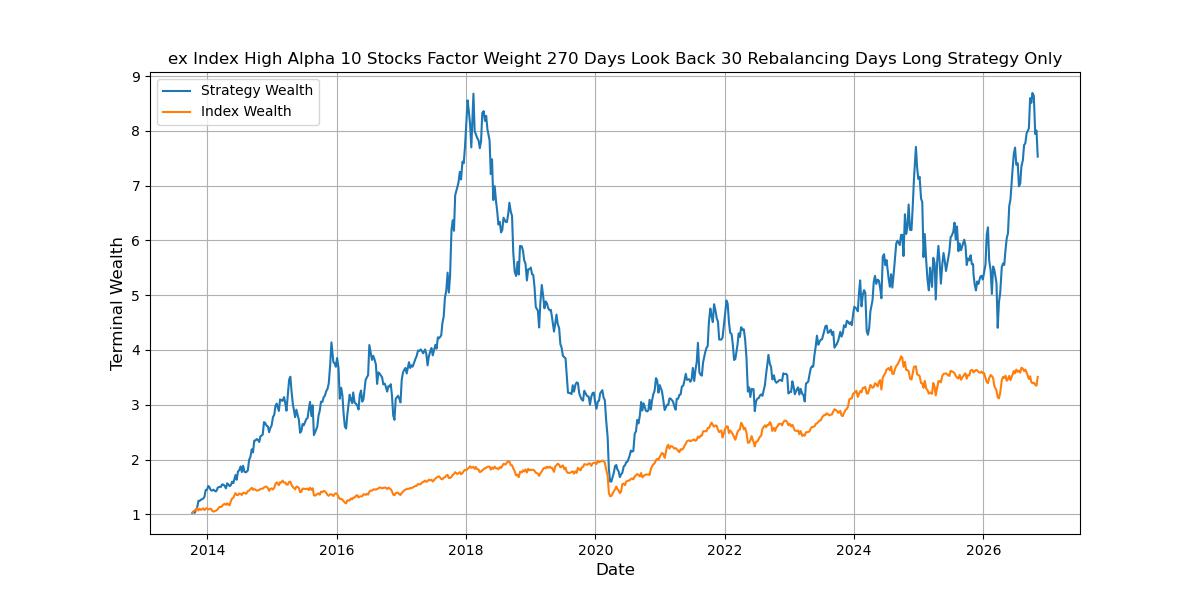 ex Index High Alpha 10 Stocks Factor Weight 270 Days Look Back 30 Rebalancing Days Long Strategy Only
Strategy Wealth
Index Wealth
Terminal Wealth
9
8
7
6
5
4
3
2
1
2014 2016 2018 2020 2022 2024 2026
Date